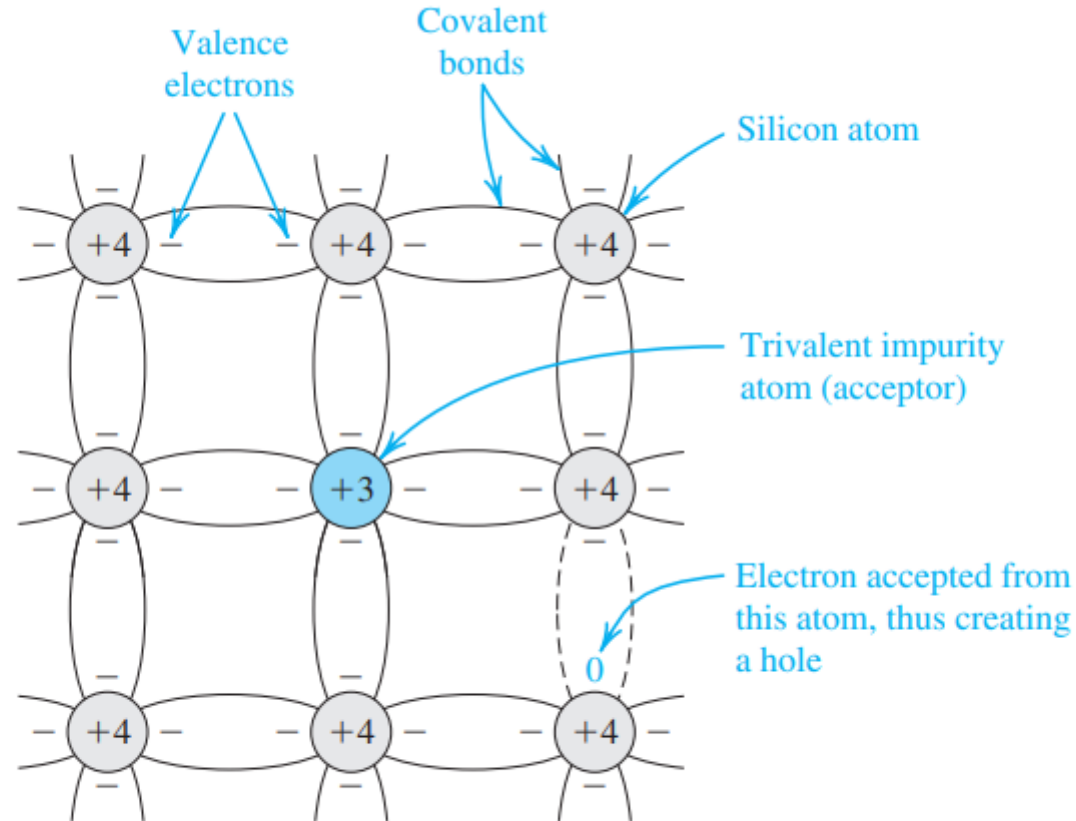 Valence
electrons
Covalent
bonds
Silicon atom
− − −
− +4 − − +4 − − +4 −
− − −
Trivalent impurity
atom (acceptor)
− − −
− +4 − − +3 − − +4 −
− − −
Electron accepted from
this atom, thus creating
a hole
− − 0
− +4 − − +4 − − +4 −
− − −